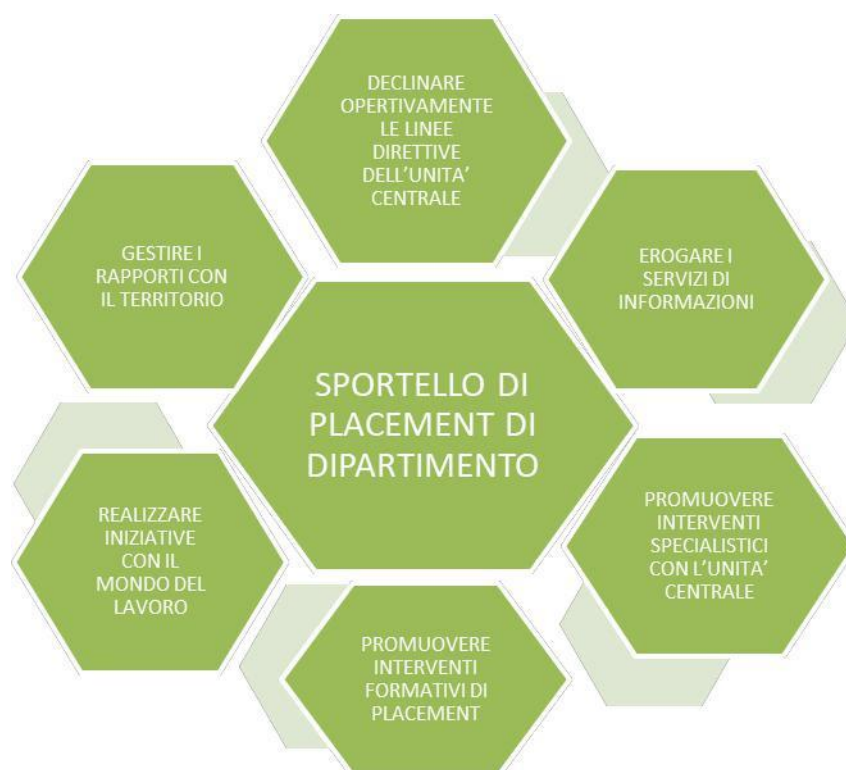 DECLINARE
OPERTIVAMENTE
LE LINEE
DIRETTIVE
DELL'UNITA'
CENTRALE
EROGARE I
SERVIZI DI
INFORMAZIONI
PROMUOVERE
INTERVENTI
SPECIALISTICI
CON L'UNITA'
CENTRALE
PROMUOVERE
INTERVENTI
FORMATIVI DI
PLACEMENT
REALIZZARE
INIZIATIVE
CON IL
MONDO DEL
LAVORO
GESTIRE I
RAPPORTI CON
IL TERRITORIO
SPORTELLO DI
PLACEMENT DI
DIPARTIMENTO